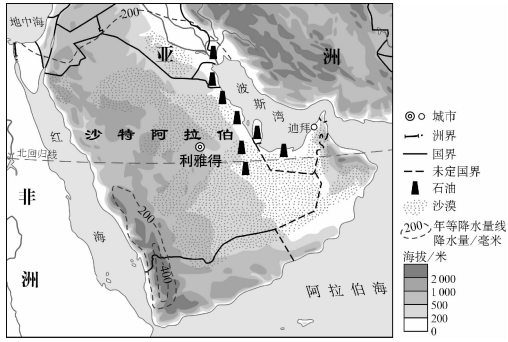 地中海
200
亚
洲
波斯湾
迪拜
红
沙特阿拉伯
北回归线
利雅得
非
200
海
400
洲
阿拉伯海
城市
洲界
国界
未定国界
石油
沙漠
200 年等降水量线
降水量/毫米
海拔/米
2 000
1 000
500
200
0